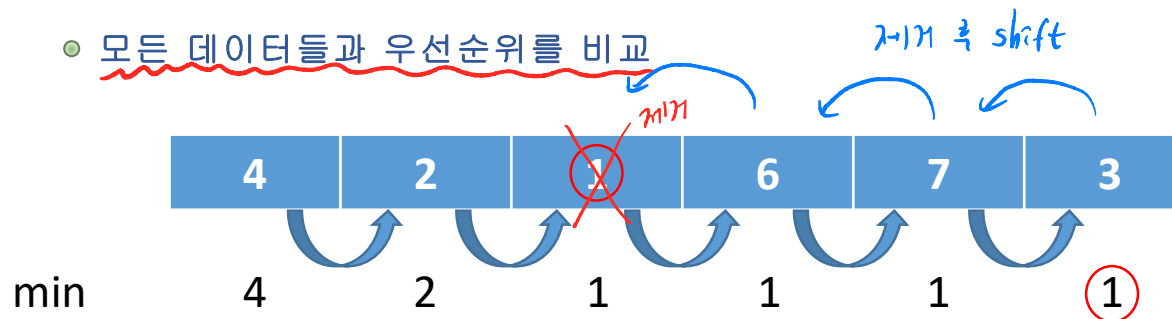 모든 데이터들과 우선순위를 비교
제거 후 shift
제거
4 2 1 6 7 3
min 4 2 1 1 1 1